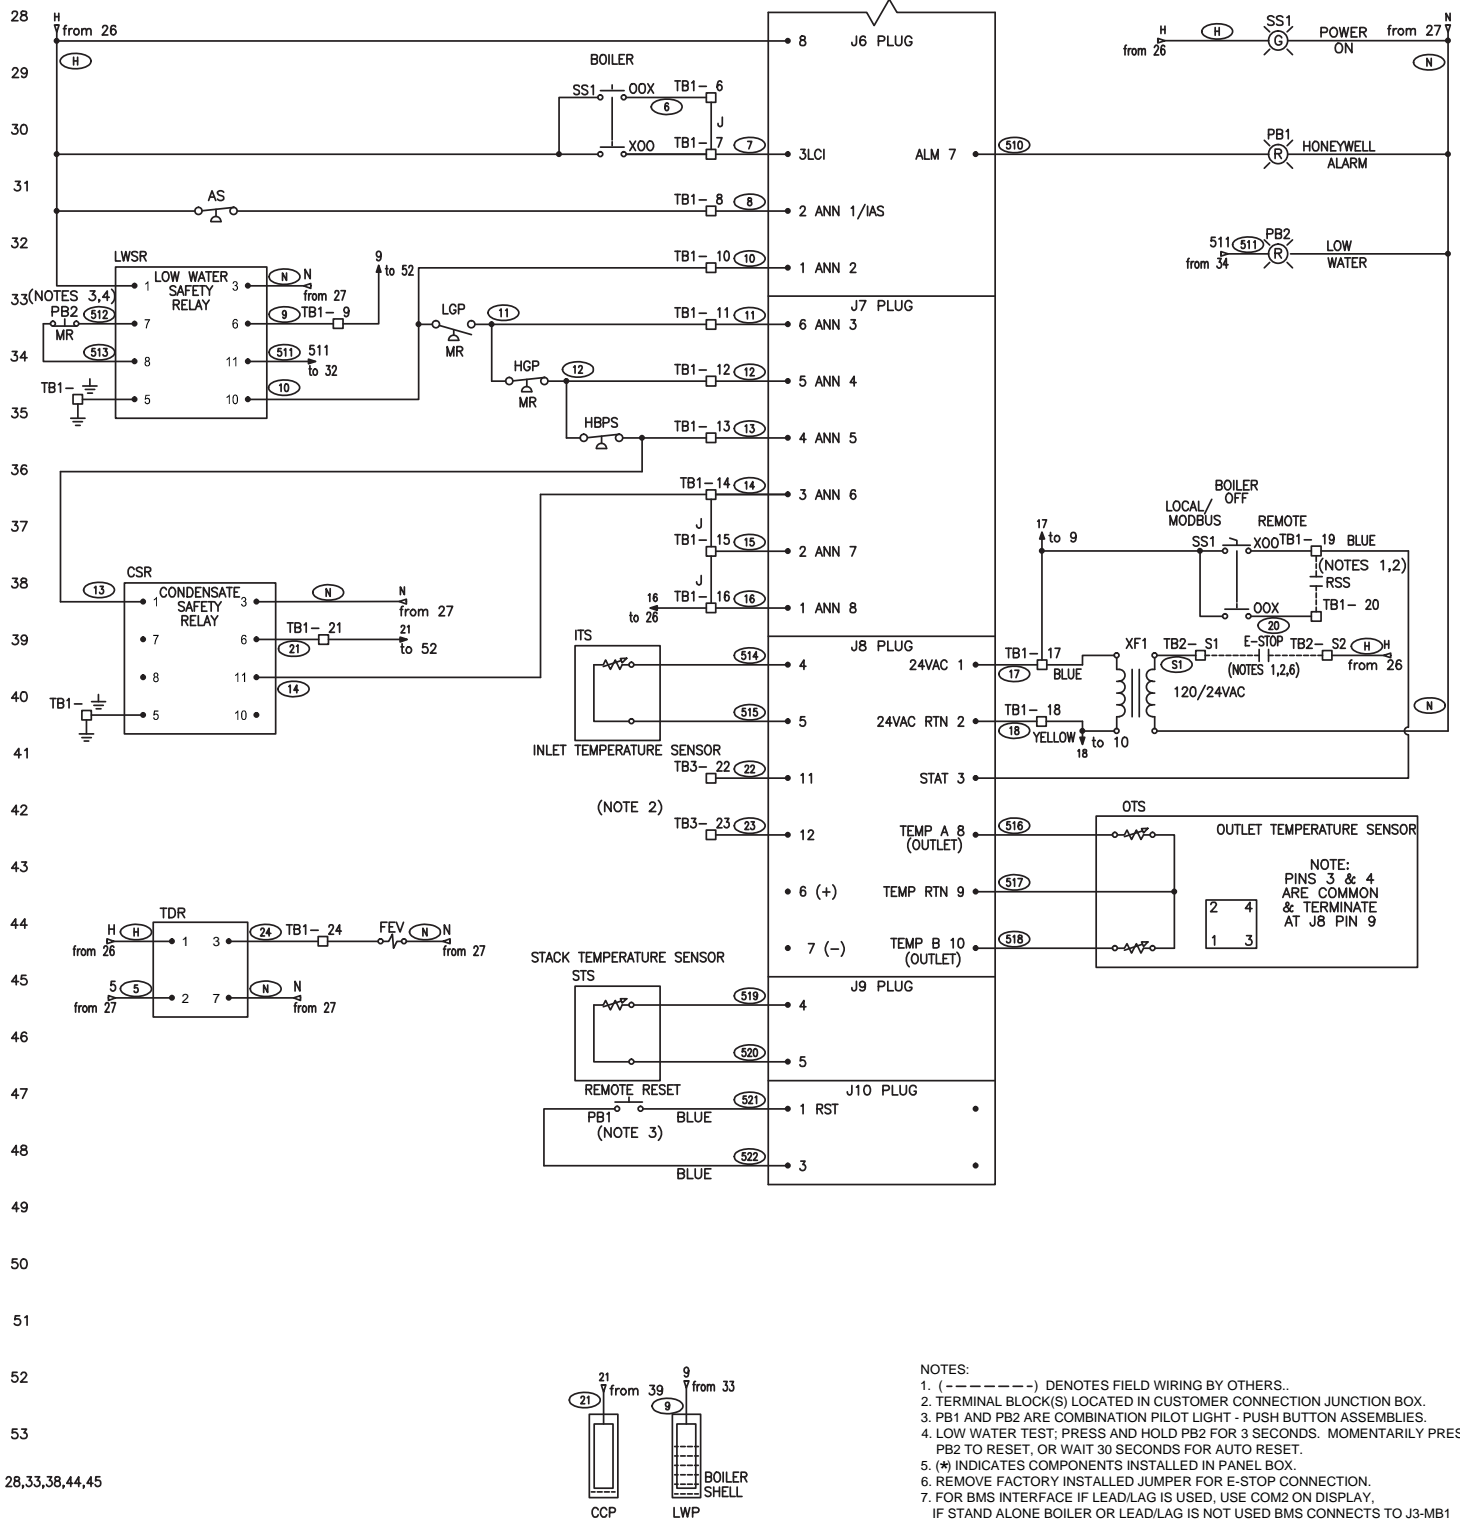 28
H
from 26
8
J6 PLUG
H
from 26
H
SS1
G
POWER
ON
from 27
N
H
N
29
BOILER
SS1
OOX
TB1- 6
6
J
30
XOO
TB1- 7
7
3LCI
ALM 7
510
PB1
R
HONEYWELL
ALARM
31
AS
TB1- 8
8
2 ANN 1/IAS
32
LWSR
9
to 52
TB1- 10
10
1 ANN 2
511
from 34
511
PB2
R
LOW
WATER
LOW WATER
SAFETY
RELAY
1
3
N
N
from 27
33
(NOTES 3,4)
PB2
MR
512
7
6
9
TB1- 9
LGP
MR
11
TB1- 11
11
J7 PLUG
6 ANN 3
34
513
8
11
511
511
to 32
HGP
MR
12
TB1- 12
12
5 ANN 4
TB1-
5
10
10
35
HBPS
TB1- 13
13
4 ANN 5
36
TB1- 14
14
3 ANN 6
BOILER
OFF
LOCAL/
MODBUS
REMOTE
37
J
TB1- 15
15
2 ANN 7
17
to 9
SS1
XOO
TB1- 19
BLUE
(NOTES 1,2)
RSS
38
CSR
13
1
CONDENSATE
SAFETY
RELAY
3
N
N
from 27
J
16
to 26
TB1- 16
16
1 ANN 8
OOX
20
TB1- 20
39
7
6
TB1- 21
21
21
to 52
ITS
514
J8 PLUG
4
24VAC 1
TB1- 17
17
BLUE
XF1
TB2- S1
S1
E-STOP
(NOTES 1,2,6)
TB2- S2
H
H
from 26
8
11
14
120/24VAC
40
TB1-
5
10
515
5
24VAC RTN 2
TB1- 18
18
YELLOW
18
to 10
N
41
INLET TEMPERATURE SENSOR
TB3- 22
22
11
STAT 3
42
(NOTE 2)
TB3- 23
23
12
TEMP A 8
(OUTLET)
516
OTS
OUTLET TEMPERATURE SENSOR
43
6 (+)
TEMP RTN 9
517
NOTE:
PINS 3 & 4
ARE COMMON
& TERMINATE
AT J8 PIN 9
2 4
1 3
44
TDR
H
from 26
H
1
3
24
TB1- 24
FEV
N
N
from 27
7 (-)
TEMP B 10
(OUTLET)
518
45
5
from 27
5
2
7
N
N
from 27
STACK TEMPERATURE SENSOR
STS
519
J9 PLUG
4
46
520
5
47
REMOTE RESET
PB1
(NOTE 3)
BLUE
521
J10 PLUG
1 RST
48
BLUE
522
3
49
50
51
52
21
from 39
21
9
from 33
9
53
28,33,38,44,45
BOILER
SHELL
CCP
LWP
NOTES:
1. (-------) DENOTES FIELD WIRING BY OTHERS..
2. TERMINAL BLOCK(S) LOCATED IN CUSTOMER CONNECTION JUNCTION BOX.
3. PB1 AND PB2 ARE COMBINATION PILOT LIGHT - PUSH BUTTON ASSEMBLIES.
4. LOW WATER TEST; PRESS AND HOLD PB2 FOR 3 SECONDS. MOMENTARILY PRES
PB2 TO RESET, OR WAIT 30 SECONDS FOR AUTO RESET.
5. (*) INDICATES COMPONENTS INSTALLED IN PANEL BOX.
6. REMOVE FACTORY INSTALLED JUMPER FOR E-STOP CONNECTION.
7. FOR BMS INTERFACE IF LEAD/LAG IS USED, USE COM2 ON DISPLAY,
IF STAND ALONE BOILER OR LEAD/LAG IS NOT USED BMS CONNECTS TO J3-MB1